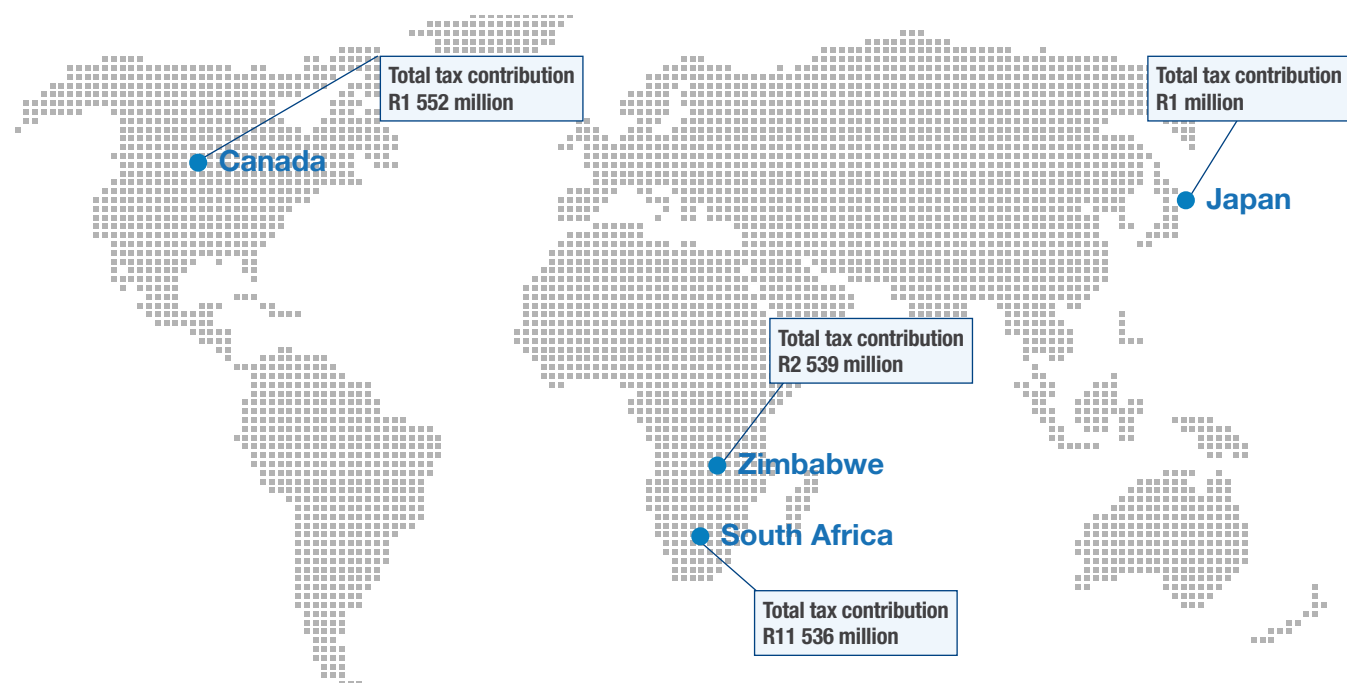 Total tax contribution
R1 552 million
Total tax contribution
R1 million
Canada
Japan
Total tax contribution
R2 539 million
Zimbabwe
South Africa
Total tax contribution
R11 536 million